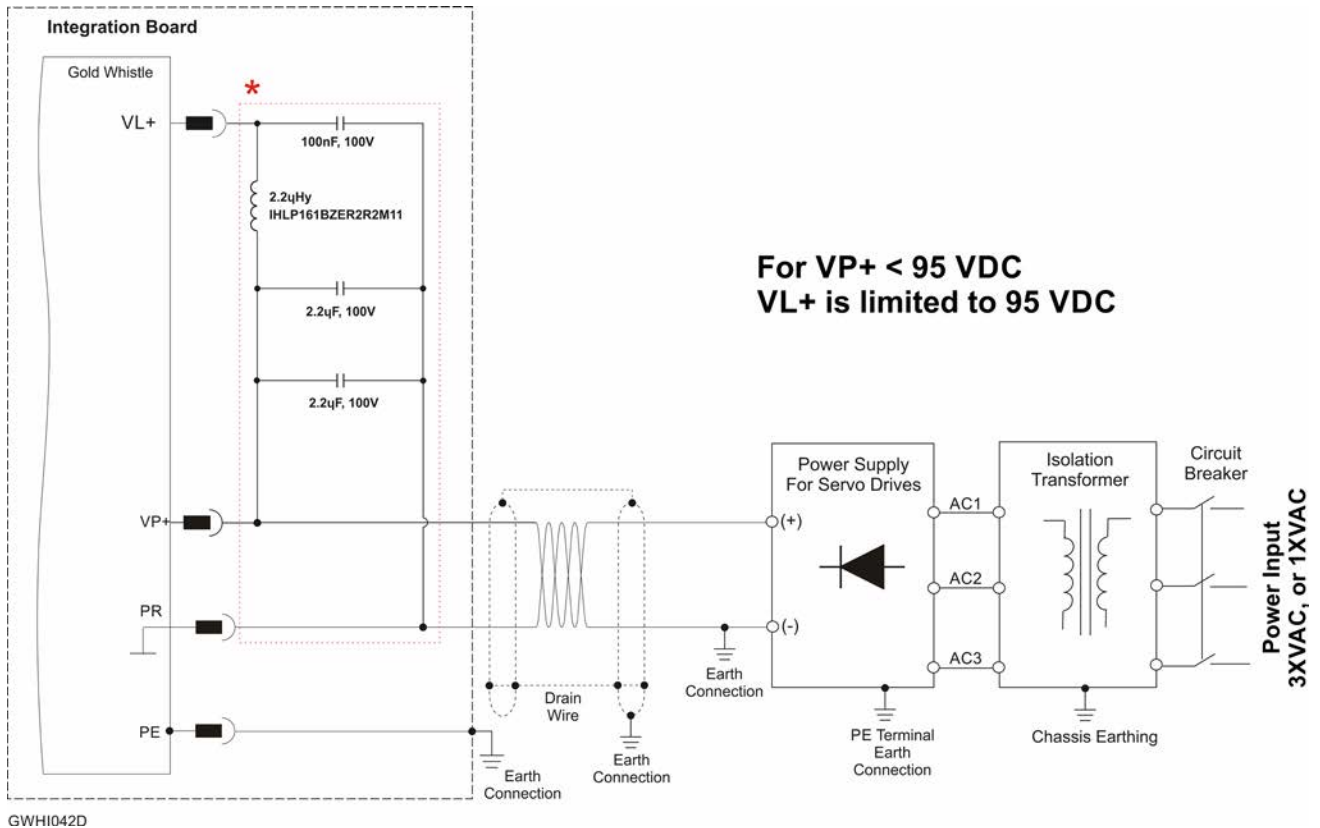 Integration Board
Gold Whistle
*
VL+
100nF, 100V
2.2ųHy
IHLP161BZER2R2M11
For VP+ < 95 VDC
VL+ is limited to 95 VDC
2.2ųF, 100V
2.2ųF, 100V
VP+
PR
PE
Drain
Wire
Earth
Connection
Earth
Connection
Earth
Connection
(+)
(-)
Power Supply
For Servo Drives
PE Terminal
Earth
Connection
AC1
AC2
AC3
Isolation
Transformer
Chassis Earthing
Circuit
Breaker
Power Input
3XVAC, or 1XVAC
GWHI042D